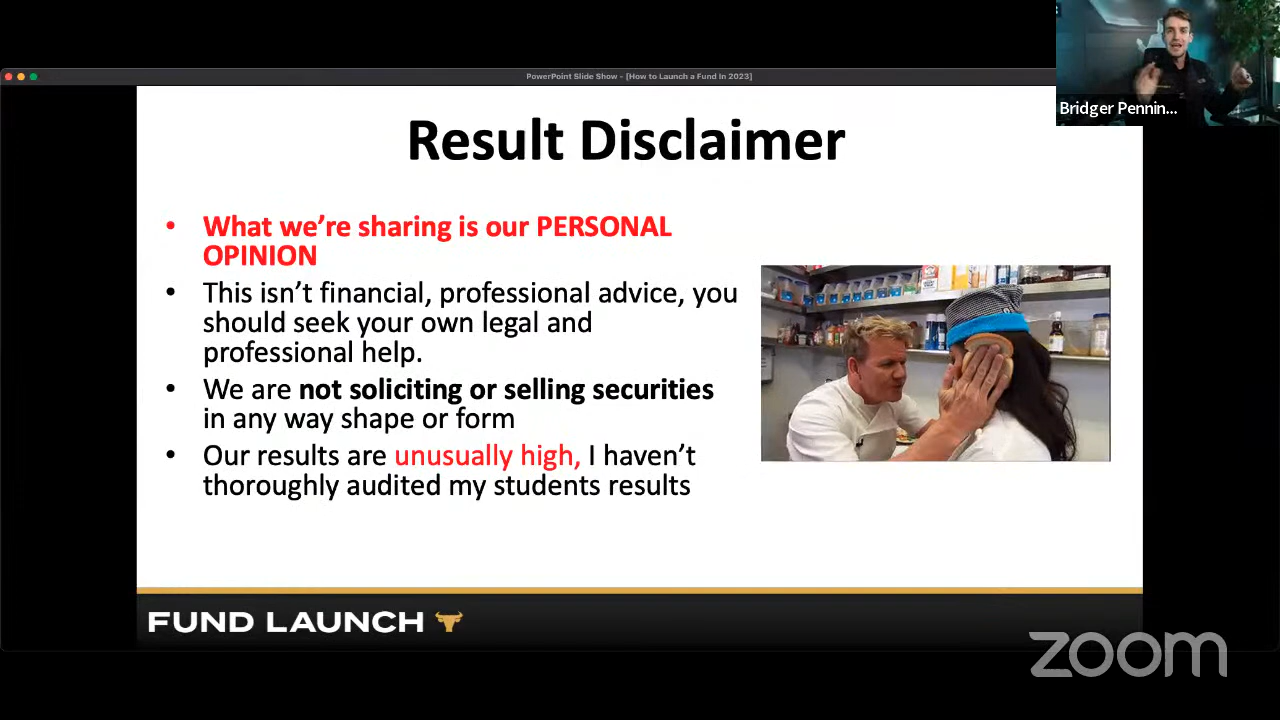 PowerPoint Slide Show - [How to Launch a Fund In 2023]
Bridger Pennin...
Result Disclaimer
• What we're sharing is our PERSONAL
OPINION
• This isn't financial, professional advice, you
should seek your own legal and
professional help.
• We are not soliciting or selling securities
in any way shape or form
• Our results are unusually high, I haven't
thoroughly audited my students results
FUND LAUNCH
zoom